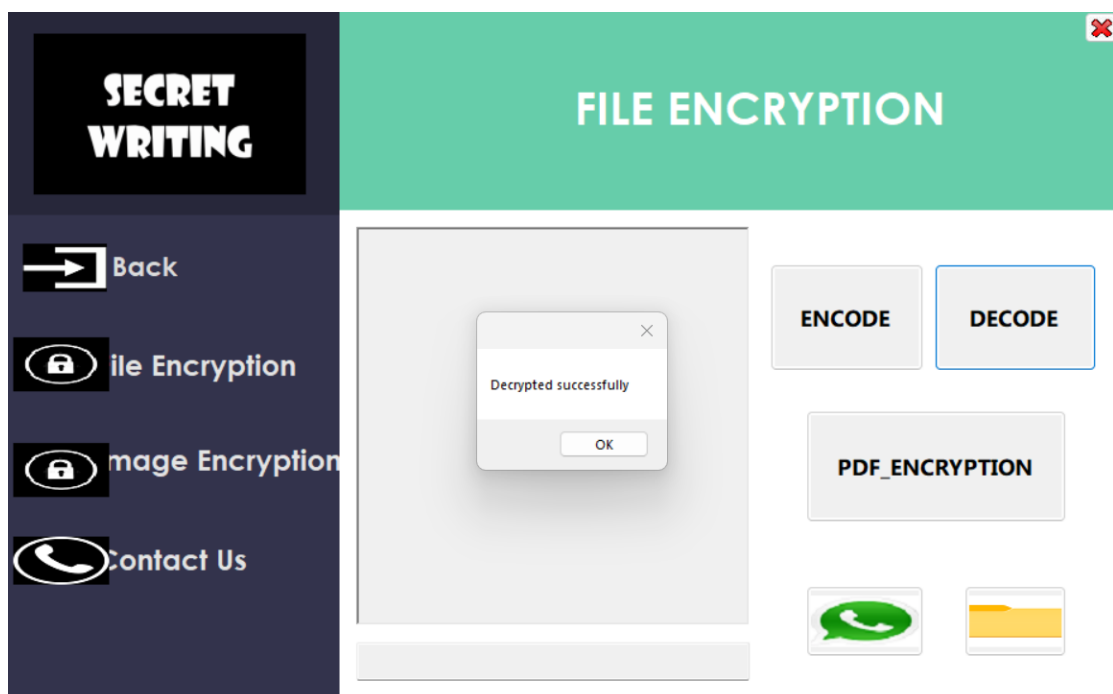 SECRET
WRITING
FILE ENCRYPTION
Back
ile Encryption
mage Encryption
Contact Us
Decrypted successfully
OK
ENCODE
DECODE
PDF_ENCRYPTION